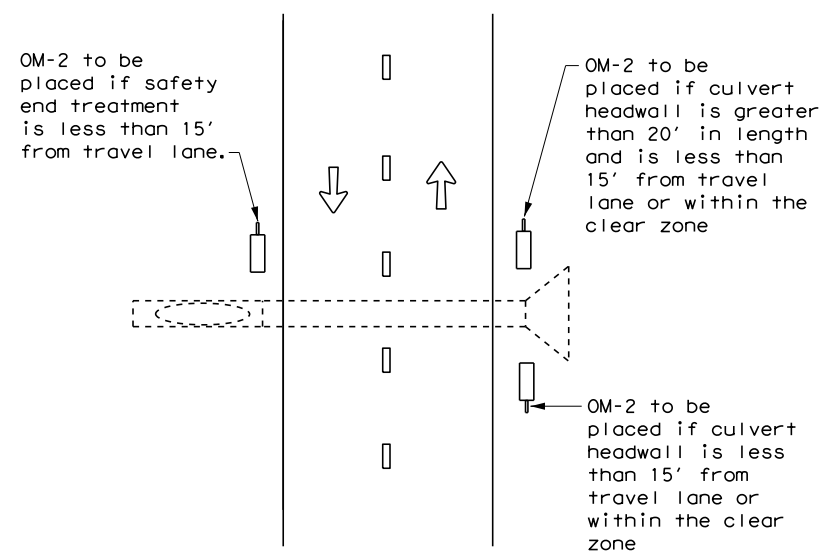 OM-2 to be
placed if safety
end treatment
is less than 15'
from travel lane.
OM-2 to be
placed if culvert
headwall is greater
than 20' in length
and is less than
15' from travel
lane or within the
clear zone
OM-2 to be
placed if culvert
headwall is less
than 15' from
travel lane or
within the clear
zone